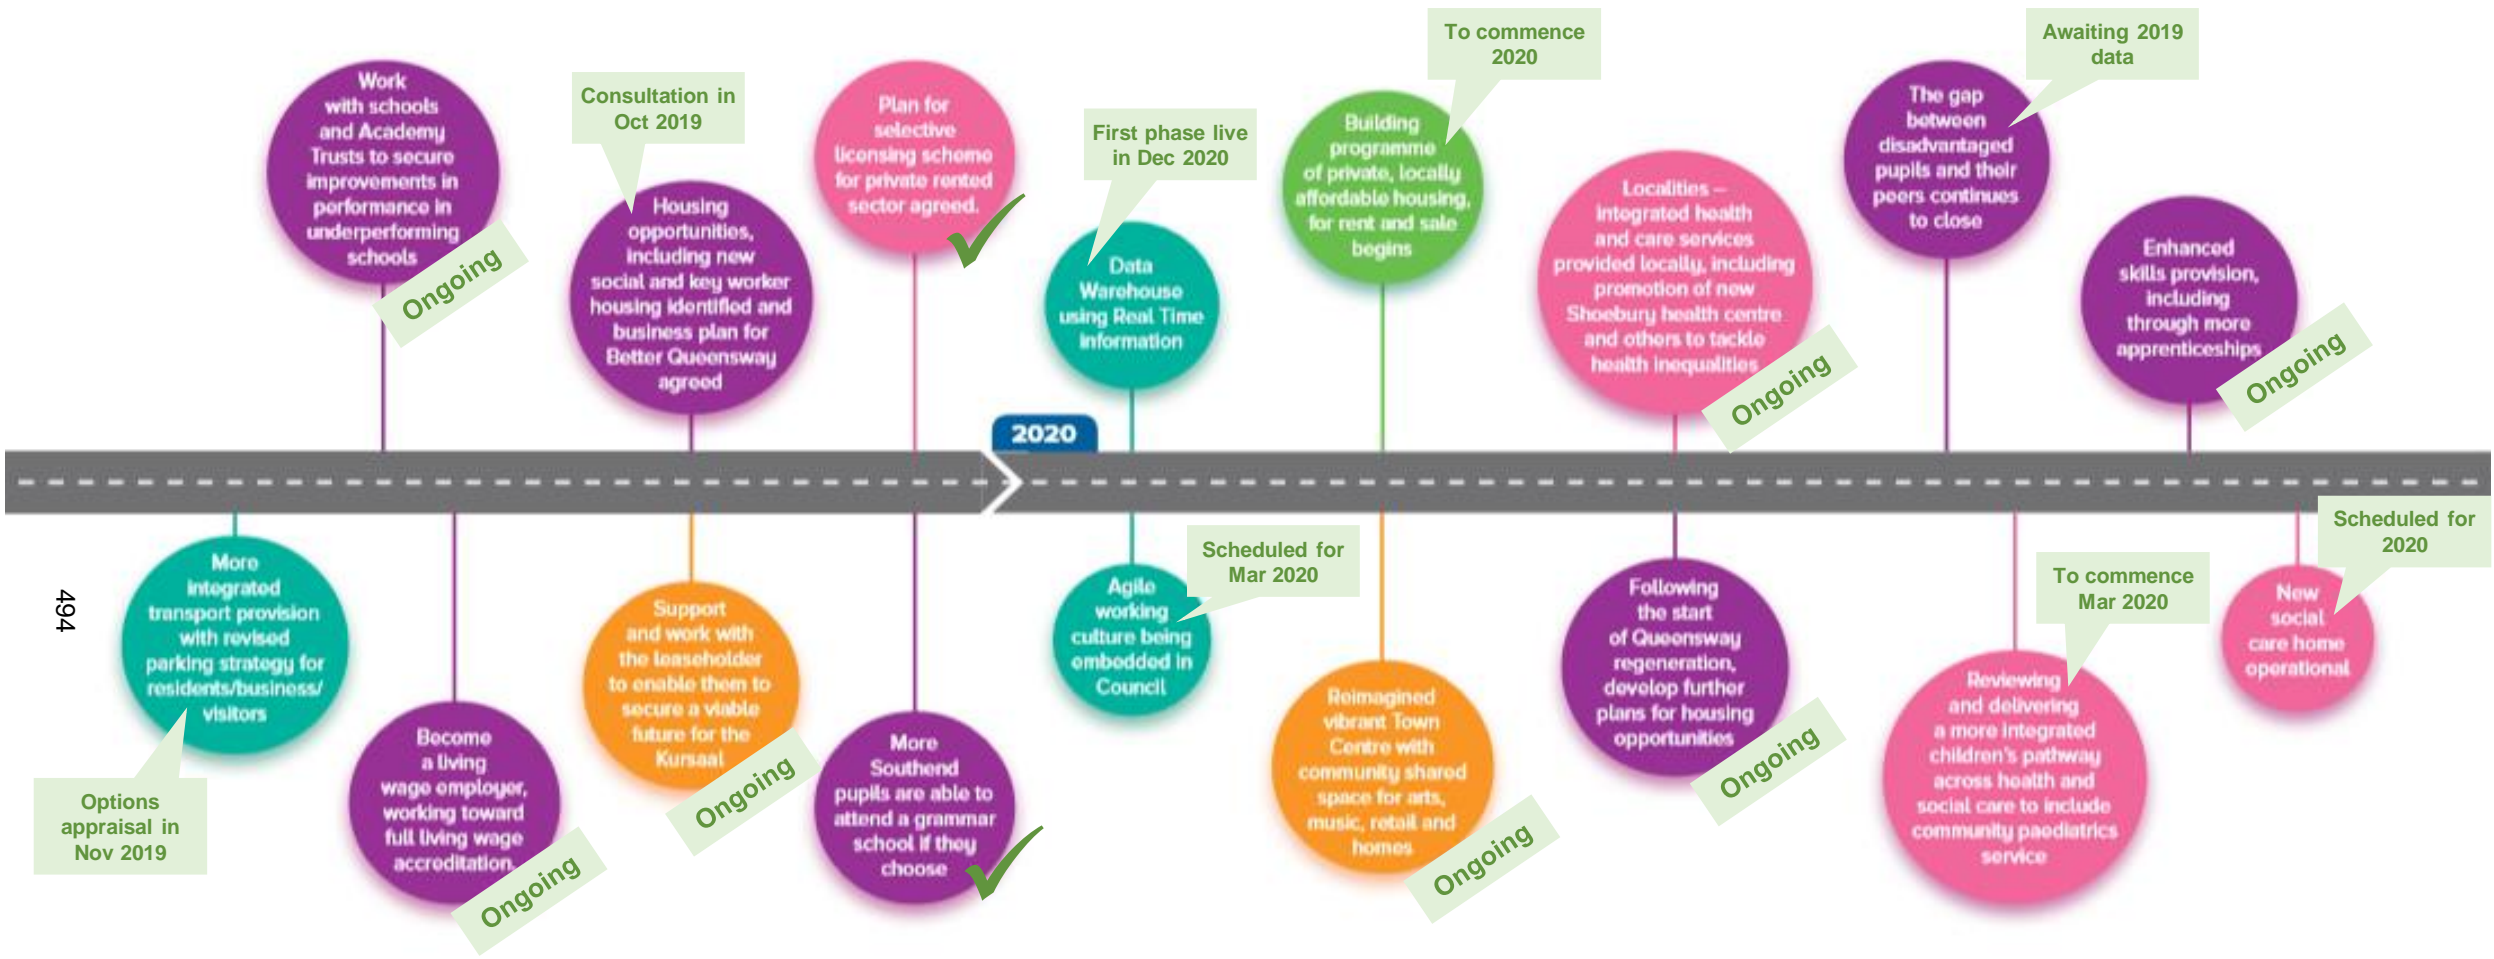 Work
with schools
and Academy
Trusts to secure
improvements in
performance in
underperforming
schools
Ongoing
Consultation in
Oct 2019
Housing
opportunities,
including new
social and key worker
housing identified and
business plan for
Better Queensway
agreed
Plan for
selective
licensing scheme
for private rented
sector agreed.
First phase live
in Dec 2020
Data
Warehouse
using Real Time
information
To commence
2020
Building
programme
of private, locally
affordable housing,
for rent and sale
begins
Localities –
integrated health
and care services
provided locally, including
promotion of new
Shoebury health centre
and others to tackle
health inequalities
Ongoing
Awaiting 2019
data
The gap
between
disadvantaged
pupils and their
peers continues
to close
Enhanced
skills provision,
including
through more
apprenticeships
Ongoing
2020
More
integrated
transport provision
with revised
parking strategy for
residents/business/
visitors
Options
appraisal in
Nov 2019
Become
a living
wage employer,
working toward
full living wage
accreditation.
Ongoing
Support
and work with
the leaseholder
to enable them to
secure a viable
future for the
Kursaal
Ongoing
More
Southend
pupils are able to
attend a grammar
school if they
choose
Scheduled for
Mar 2020
Agile
working
culture being
embedded in
Council
Reimagined
vibrant Town
Centre with
community shared
space for arts,
music, retail and
homes
Ongoing
Following
the start
of Queensway
regeneration,
develop further
plans for housing
opportunities
Ongoing
To commence
Mar 2020
Reviewing
and delivering
a more integrated
children's pathway
across health and
social care to include
community paediatrics
service
Scheduled for
2020
New
social
care home
operational
494